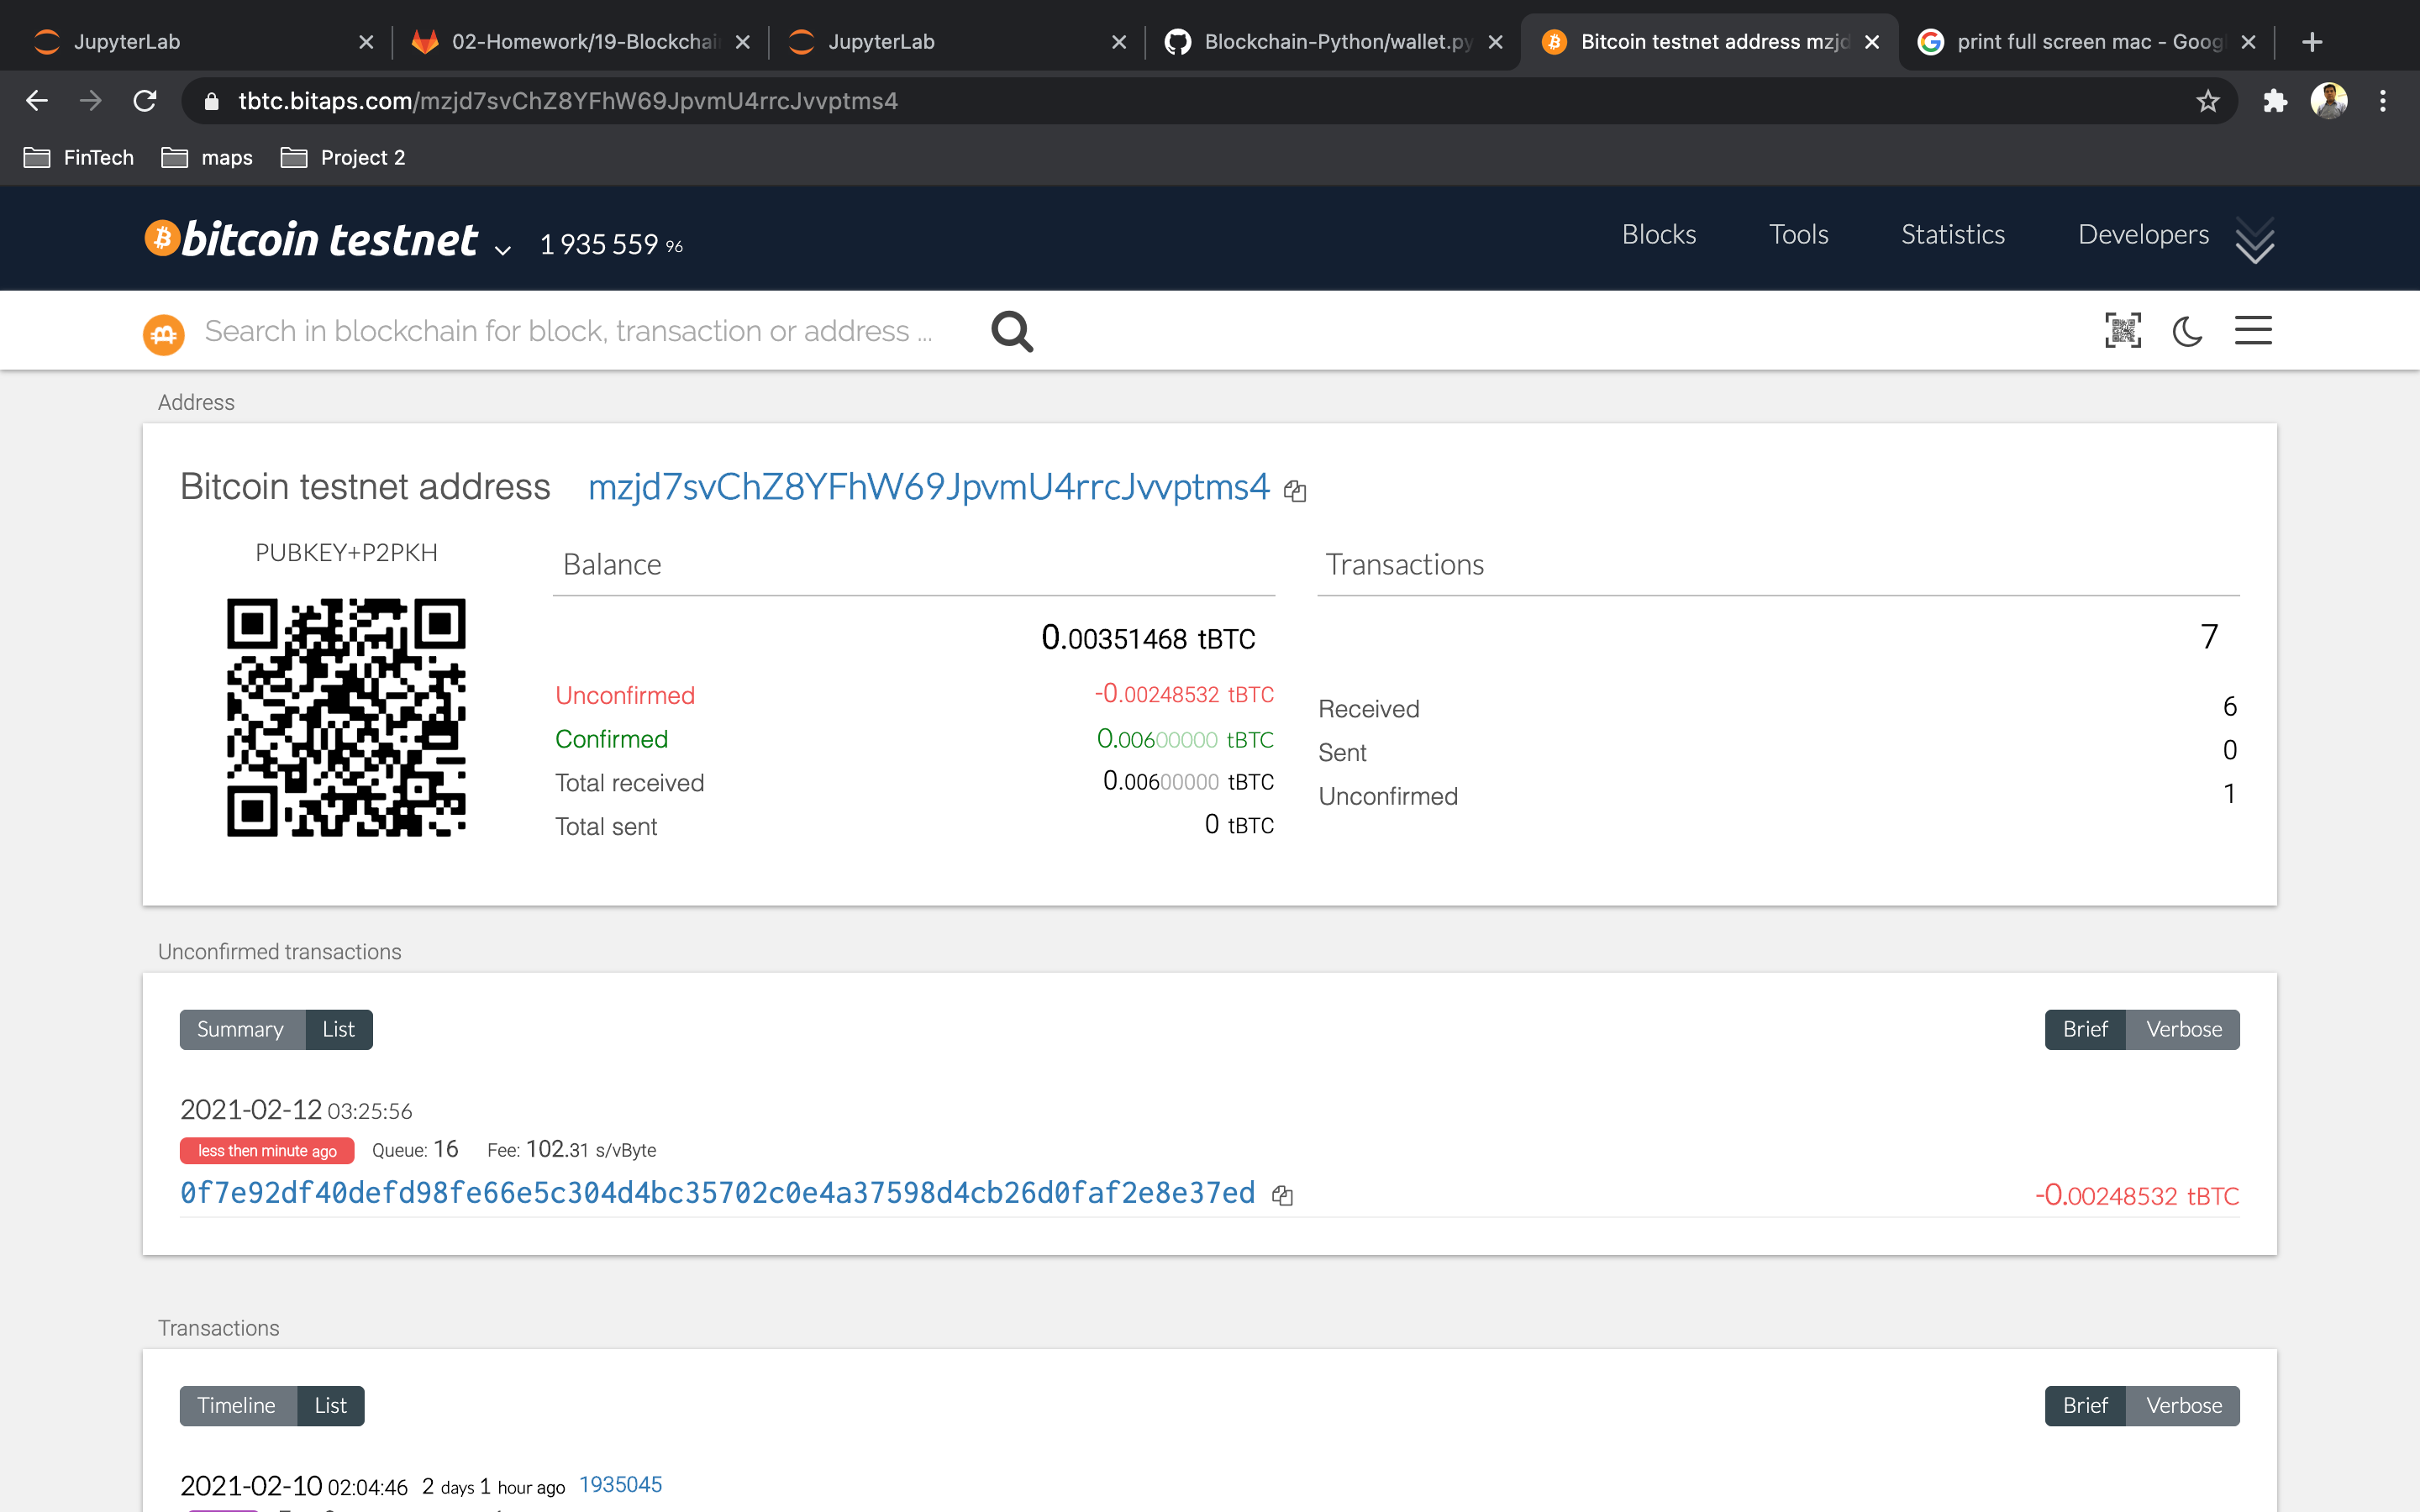 JupyterLab
02-Homework/19-Blockchai
JupyterLab
Blockchain-Python/wallet.py
Bitcoin testnet address mzjd
print full screen mac - Goog
tbtc.bitaps.com/mzjd7svChZ8YFhW69JpvmU4rrcJvvptms4
FinTech
maps
Project 2
bitcoin testnet
1 935 559 96
Blocks
Tools
Statistics
Developers
Search in blockchain for block, transaction or address ...
Address
Bitcoin testnet address mzjd7svChZ8YFhW69JpvmU4rrcJvvptms4
PUBKEY+P2PKH
Balance
0.00351468 tBTC
Unconfirmed -0.00248532 tBTC
Confirmed 0.00600000 tBTC
Total received 0.00600000 tBTC
Total sent 0 tBTC
Transactions
7
Received 6
Sent 0
Unconfirmed 1
Unconfirmed transactions
Summary List
Brief Verbose
2021-02-12 03:25:56
less then minute ago Queue: 16 Fee: 102.31 s/vByte
0f7e92df40defd98fe66e5c304d4bc35702c0e4a37598d4cb26d0faf2e8e37ed -0.00248532 tBTC
Transactions
Timeline List
Brief Verbose
2021-02-10 02:04:46 2 days 1 hour ago 1935045